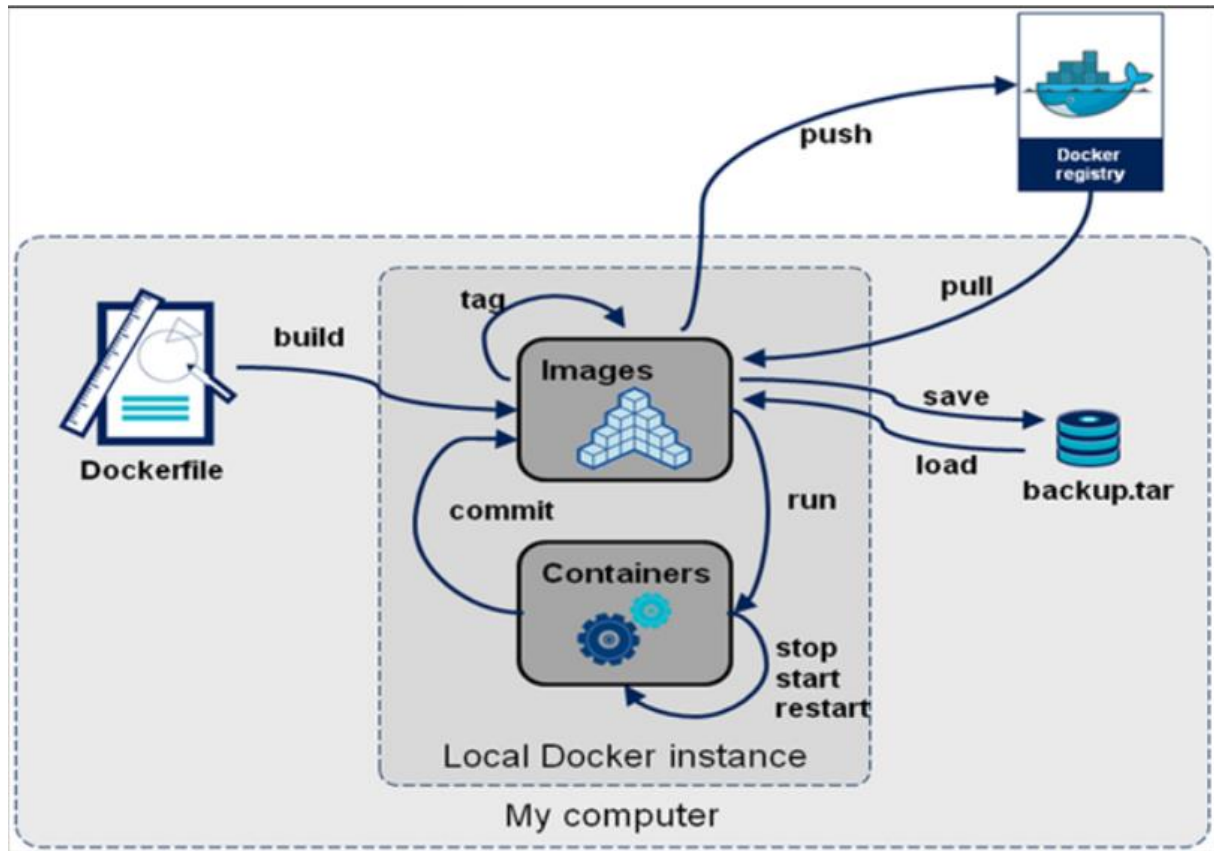 Docker
registry
push
pull
tag
build
Images
save
load
backup.tar
Dockerfile
commit
run
Containers
stop
start
restart
Local Docker instance
My computer